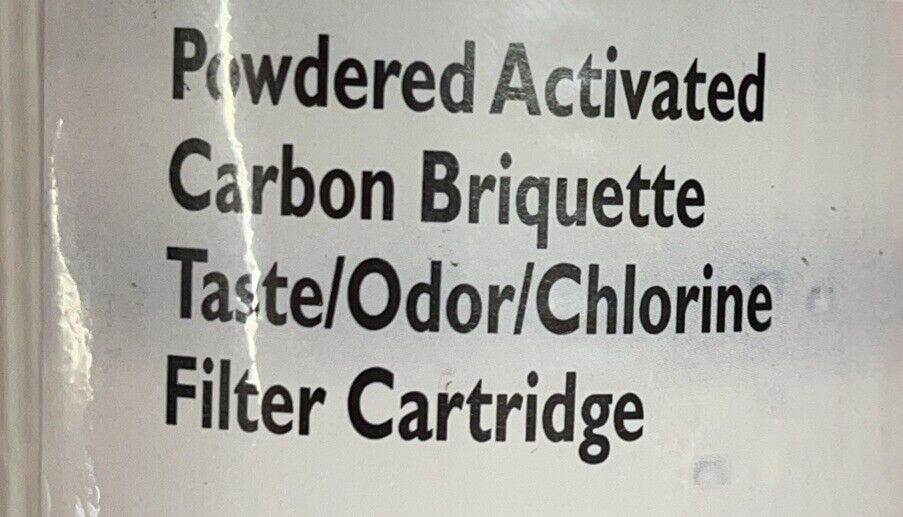 Powdered Activated
Carbon Briquette
Taste/Odor/Chlorine
Filter Cartridge